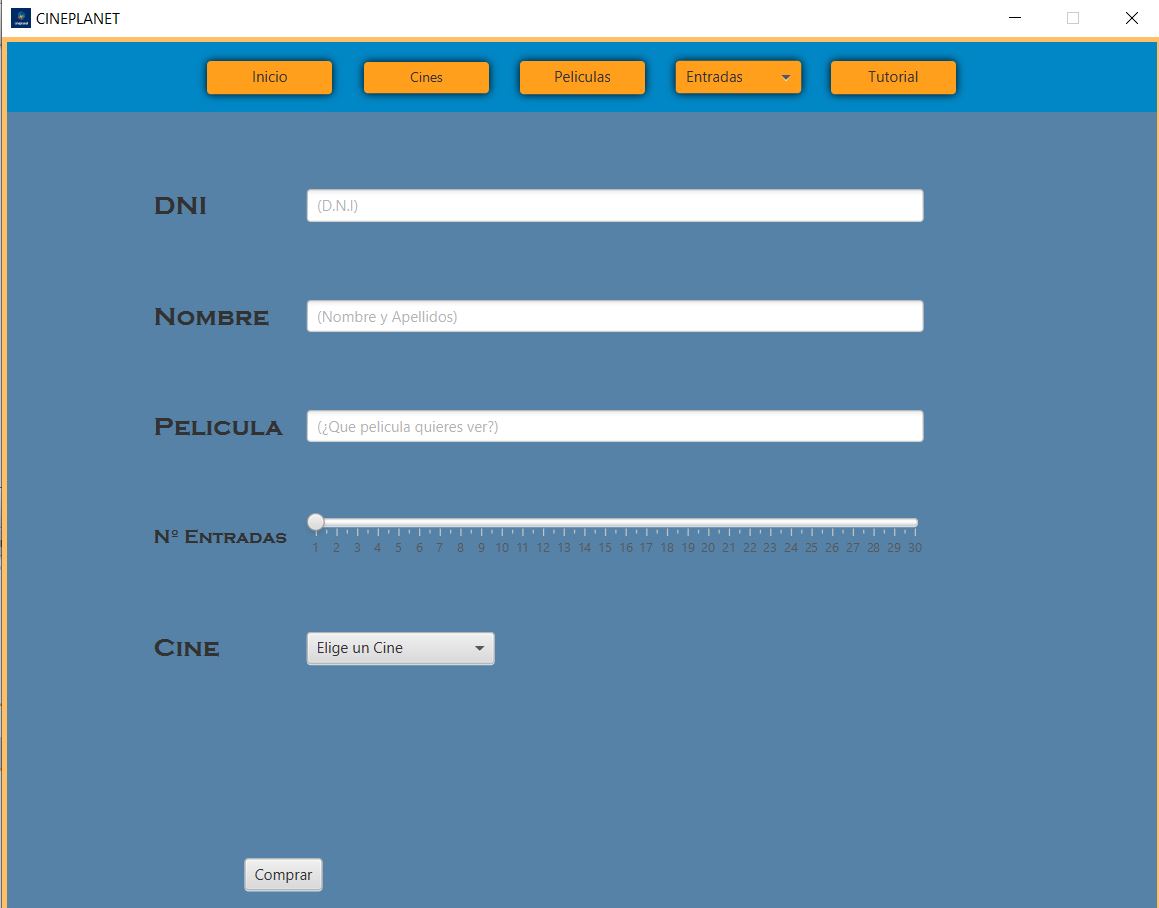 CINEPLANET
Inicio Cines Peliculas Entradas Tutorial
DNI (D.N.I)
Nombre (Nombre y Apellidos)
Pelicula (¿Que pelicula quieres ver?)
Nº Entradas
1 2 3 4 5 6 7 8 9 10 11 12 13 14 15 16 17 18 19 20 21 22 23 24 25 26 27 28 29 30
Cine Elige un Cine
Comprar